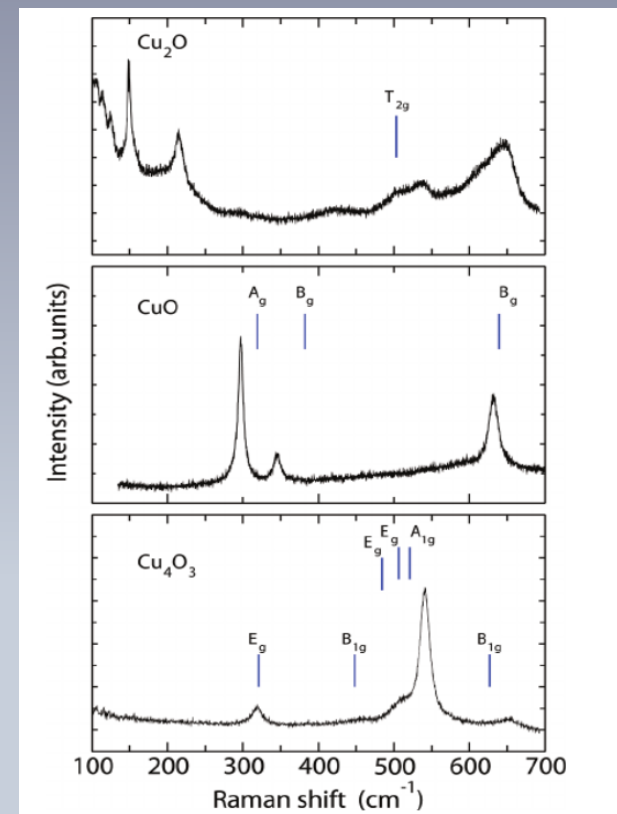 Cu2O
T2g
CuO
Ag Bg Bg
Intensity (arb.units)
Cu4O3
Eg Eg A1g
Eg B1g B1g
100 200 300 400 500 600 700
Raman shift (cm-1)